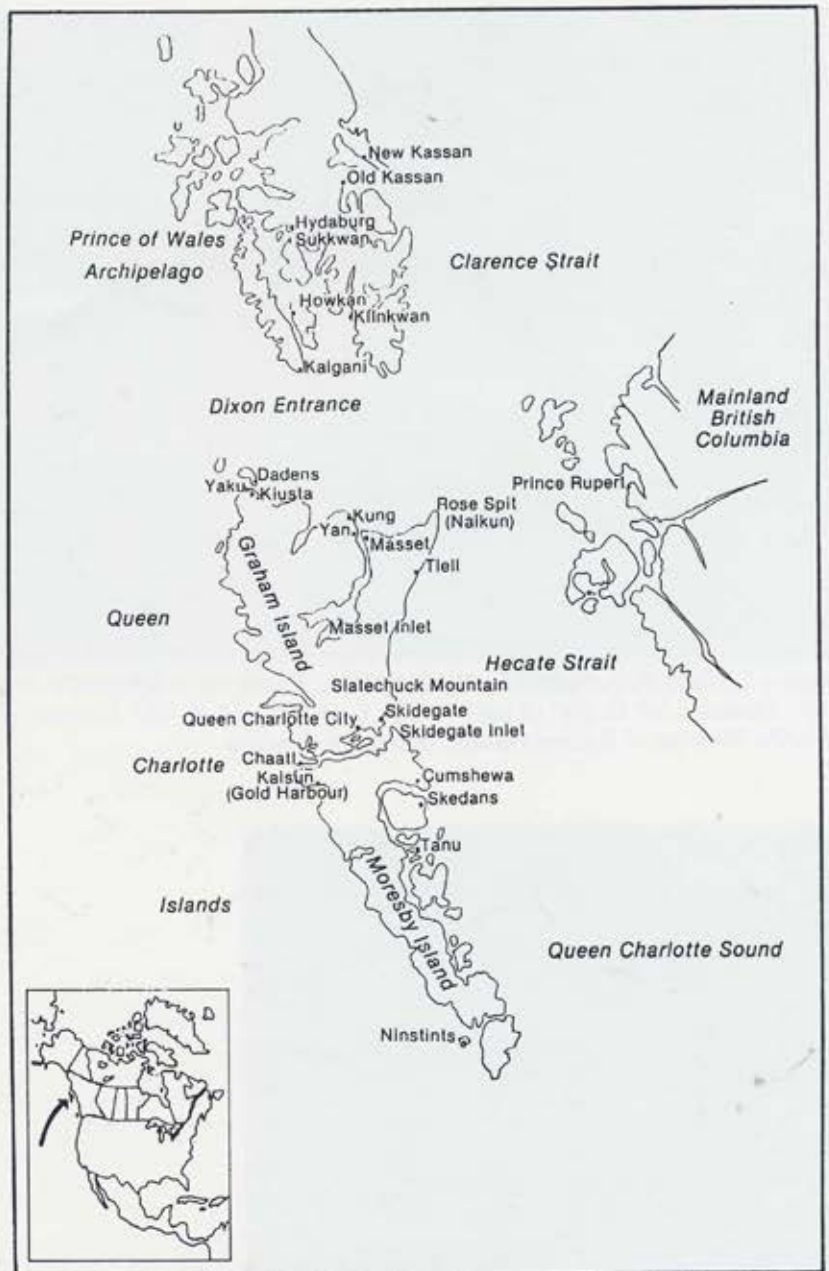 New Kassan
Old Kassan
Hydaburg
Sukkwan
Prince of Wales
Archipelago
Clarence Strait
Howkan
Klinkwan
Kaigani
Dixon Entrance
Mainland
British
Columbia
Prince Rupert
Dadens
Yaku
Kiusta
Kung
Yan
Masset
Rose Spit
(Naikun)
Tlell
Graham Island
Queen
Masset Inlet
Hecate Strait
Slatechuck Mountain
Skidegate
Queen Charlotte City
Skidegate Inlet
Chaatl
Charlotte
Kaisun
(Gold Harbour)
Cumshewa
Skedans
Tanu
Moresby Island
Islands
Queen Charlotte Sound
Ninstints